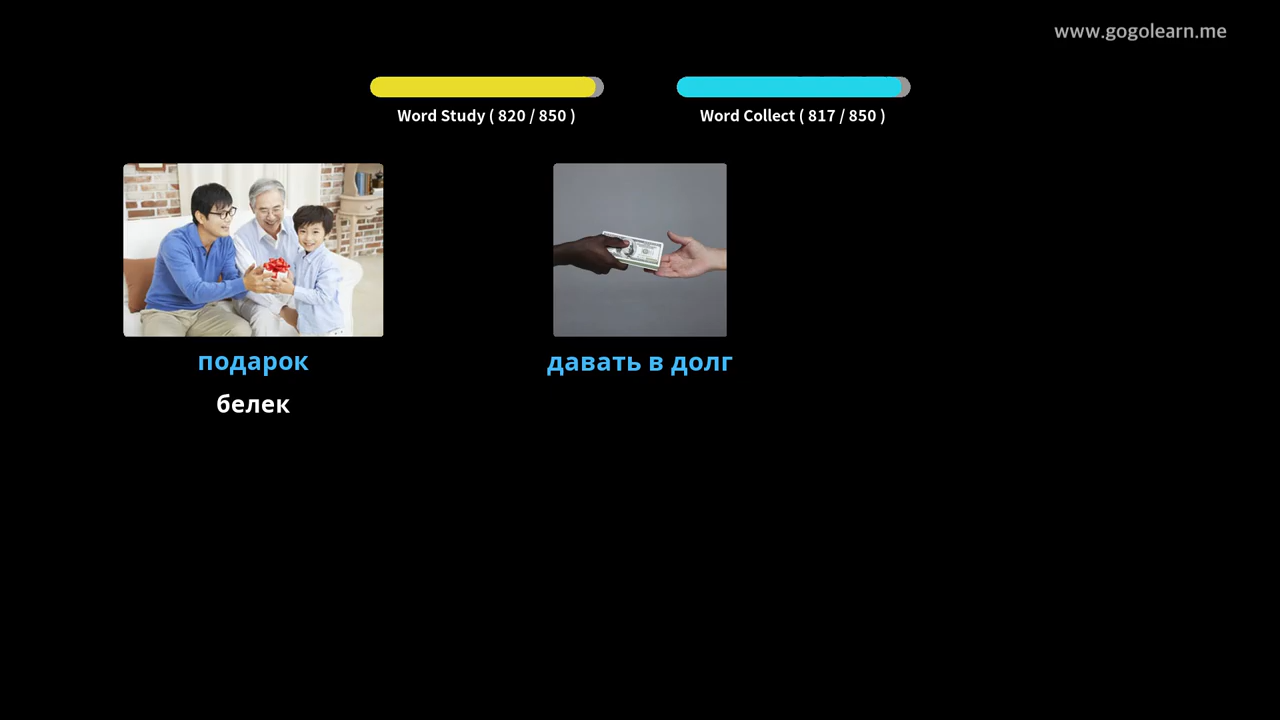 www.gogolearn.me
Word Study ( 820 / 850 )
Word Collect ( 817 / 850 )
подарок
давать в долг
белек